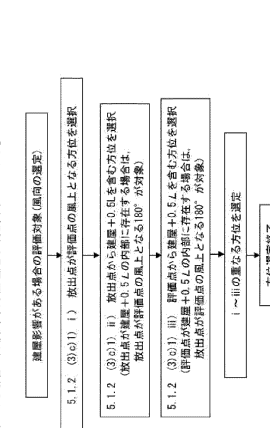 建屋影響がある場合の評価対象(風向の選定)
5.1.2 (3)c)1) i) 放出点が評価点の風上となる方位を選択
5.1.2 (3)c)1) ii) 放出点から建屋+0.5Lを含む方位を選択
(放出点が建屋+0.5Lの内部に存在する場合は、
放出点が評価点の風上となる180°が対象)
5.1.2 (3)c)1) iii) 評価点から建屋+0.5Lを含む方位を選択
(評価点が建屋+0.5Lの内部に存在する場合は、
放出点が評価点の風上となる180°が対象)
i~iiiの重なる方位を選定